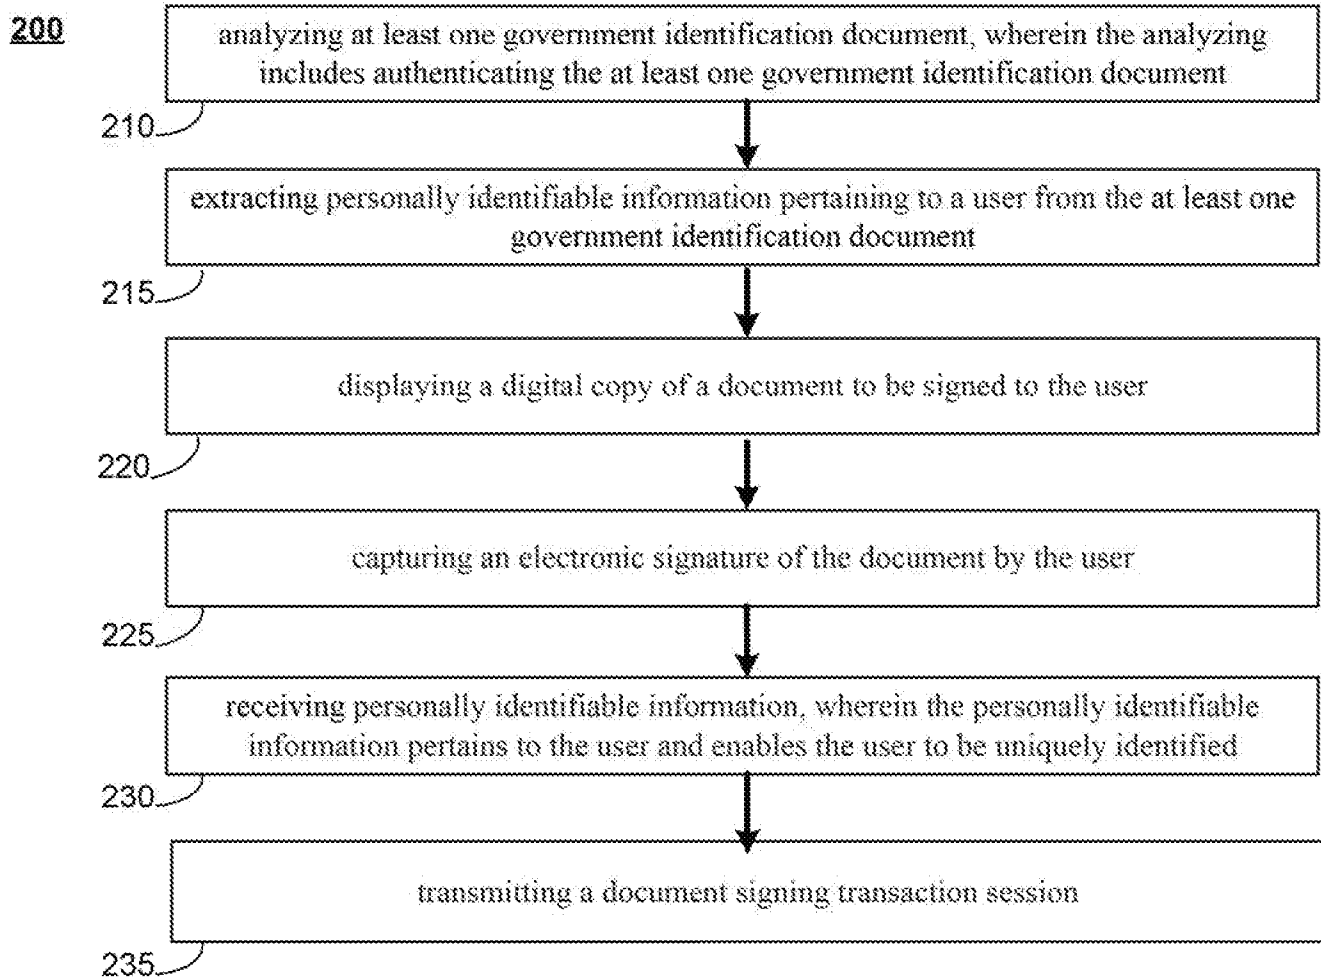 200
analyzing at least one government identification document, wherein the analyzing
includes authenticating the at least one government identification document
210
extracting personally identifiable information pertaining to a user from the at least one
government identification document
215
displaying a digital copy of a document to be signed to the user
220
capturing an electronic signature of the document by the user
225
receiving personally identifiable information, wherein the personally identifiable
information pertains to the user and enables the user to be uniquely identified
230
transmitting a document signing transaction session
235